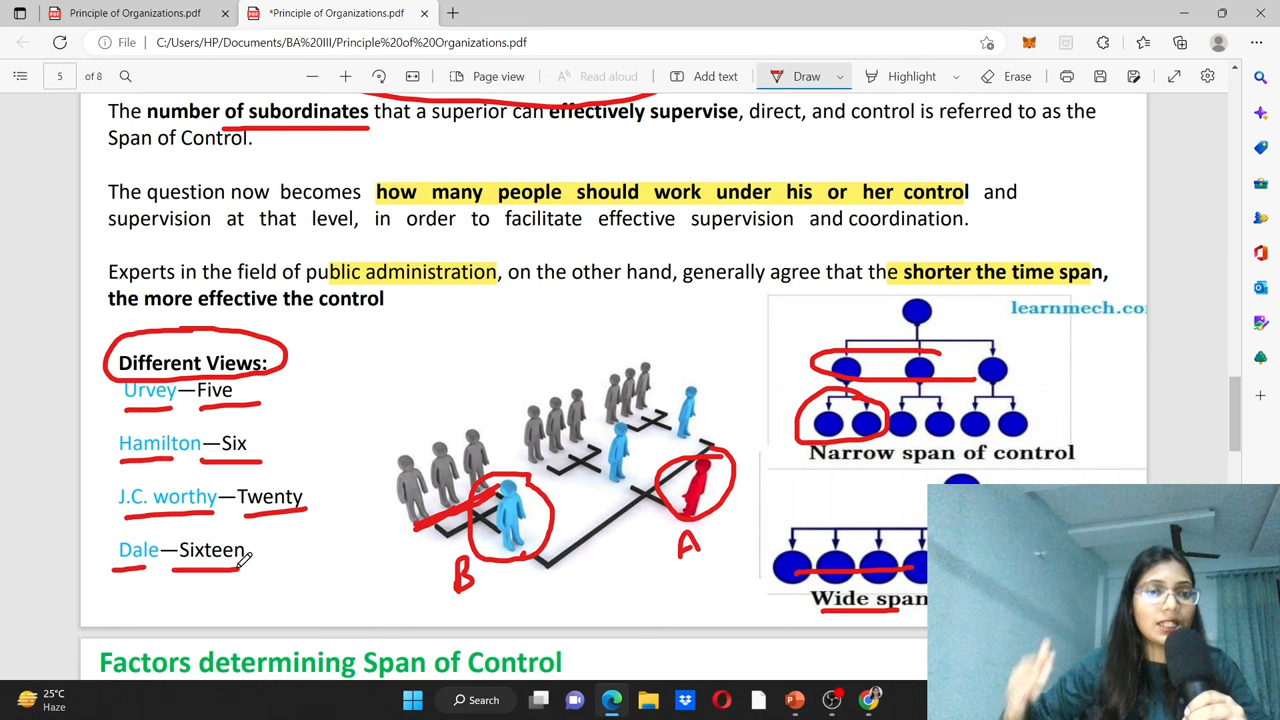 Principle of Organizations.pdf
*Principle of Organizations.pdf
File
C:/Users/HP/Documents/BA%20III/Principle%20of%20Organizations.pdf
5 of 8
Page view
Read aloud
Add text
Draw
Highlight
Erase
The number of subordinates that a superior can effectively supervise, direct, and control is referred to as the
Span of Control.
The question now becomes how many people should work under his or her control and
supervision at that level, in order to facilitate effective supervision and coordination.
Experts in the field of public administration, on the other hand, generally agree that the shorter the time span,
the more effective the control
learnmech.co
Different Views:
Urvey—Five
Hamilton—Six
J.C. worthy—Twenty
Dale—Sixteen
A
B
Narrow span of control
Wide span
Factors determining Span of Control
25°C
Haze
Search